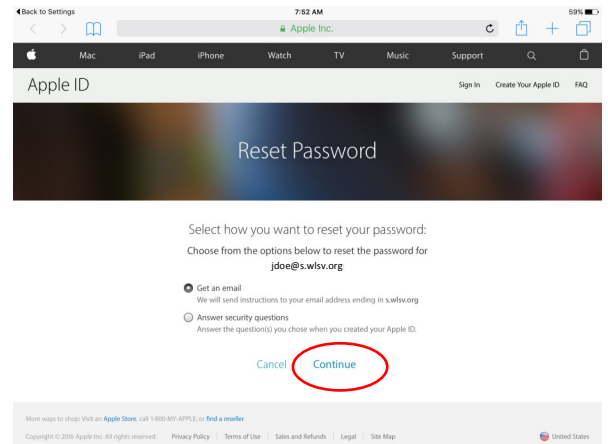 Back to Settings 7:52 AM 59%
Apple Inc.
Mac iPad iPhone Watch TV Music Support
Apple ID Sign In Create Your Apple ID FAQ
Reset Password
Select how you want to reset your password:
Choose from the options below to reset the password for
jdoe@s.wlsv.org
Get an email
We will send instructions to your email address ending in s.wlsv.org
Answer security questions
Answer the question(s) you chose when you created your Apple ID.
Cancel Continue
More ways to shop: Visit an Apple Store, call 1-800-MY-APPLE, or find a reseller.
Copyright © 2016 Apple Inc. All rights reserved. Privacy Policy Terms of Use Sales and Refunds Legal Site Map United States